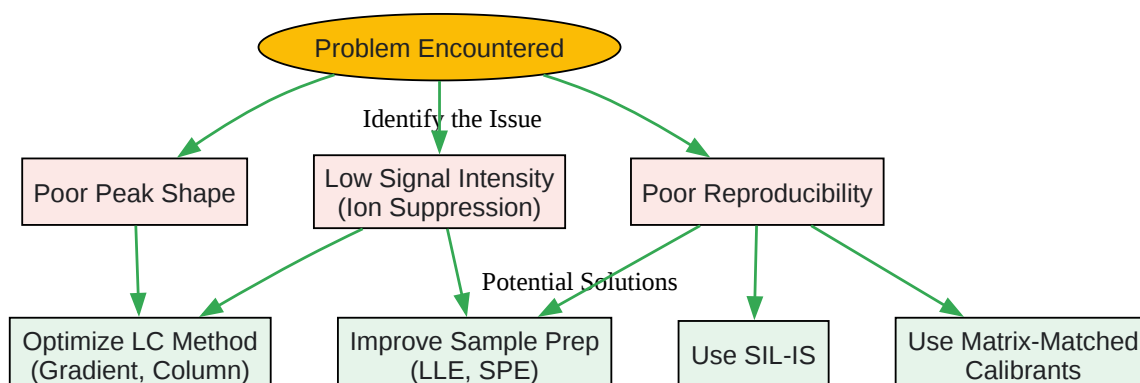 Problem Encountered
Identify the Issue
Poor Peak Shape
Low Signal Intensity
(Ion Suppression)
Poor Reproducibility
Potential Solutions
Optimize LC Method
(Gradient, Column)
Improve Sample Prep
(LLE, SPE)
Use SIL-IS
Use Matrix-Matched
Calibrants